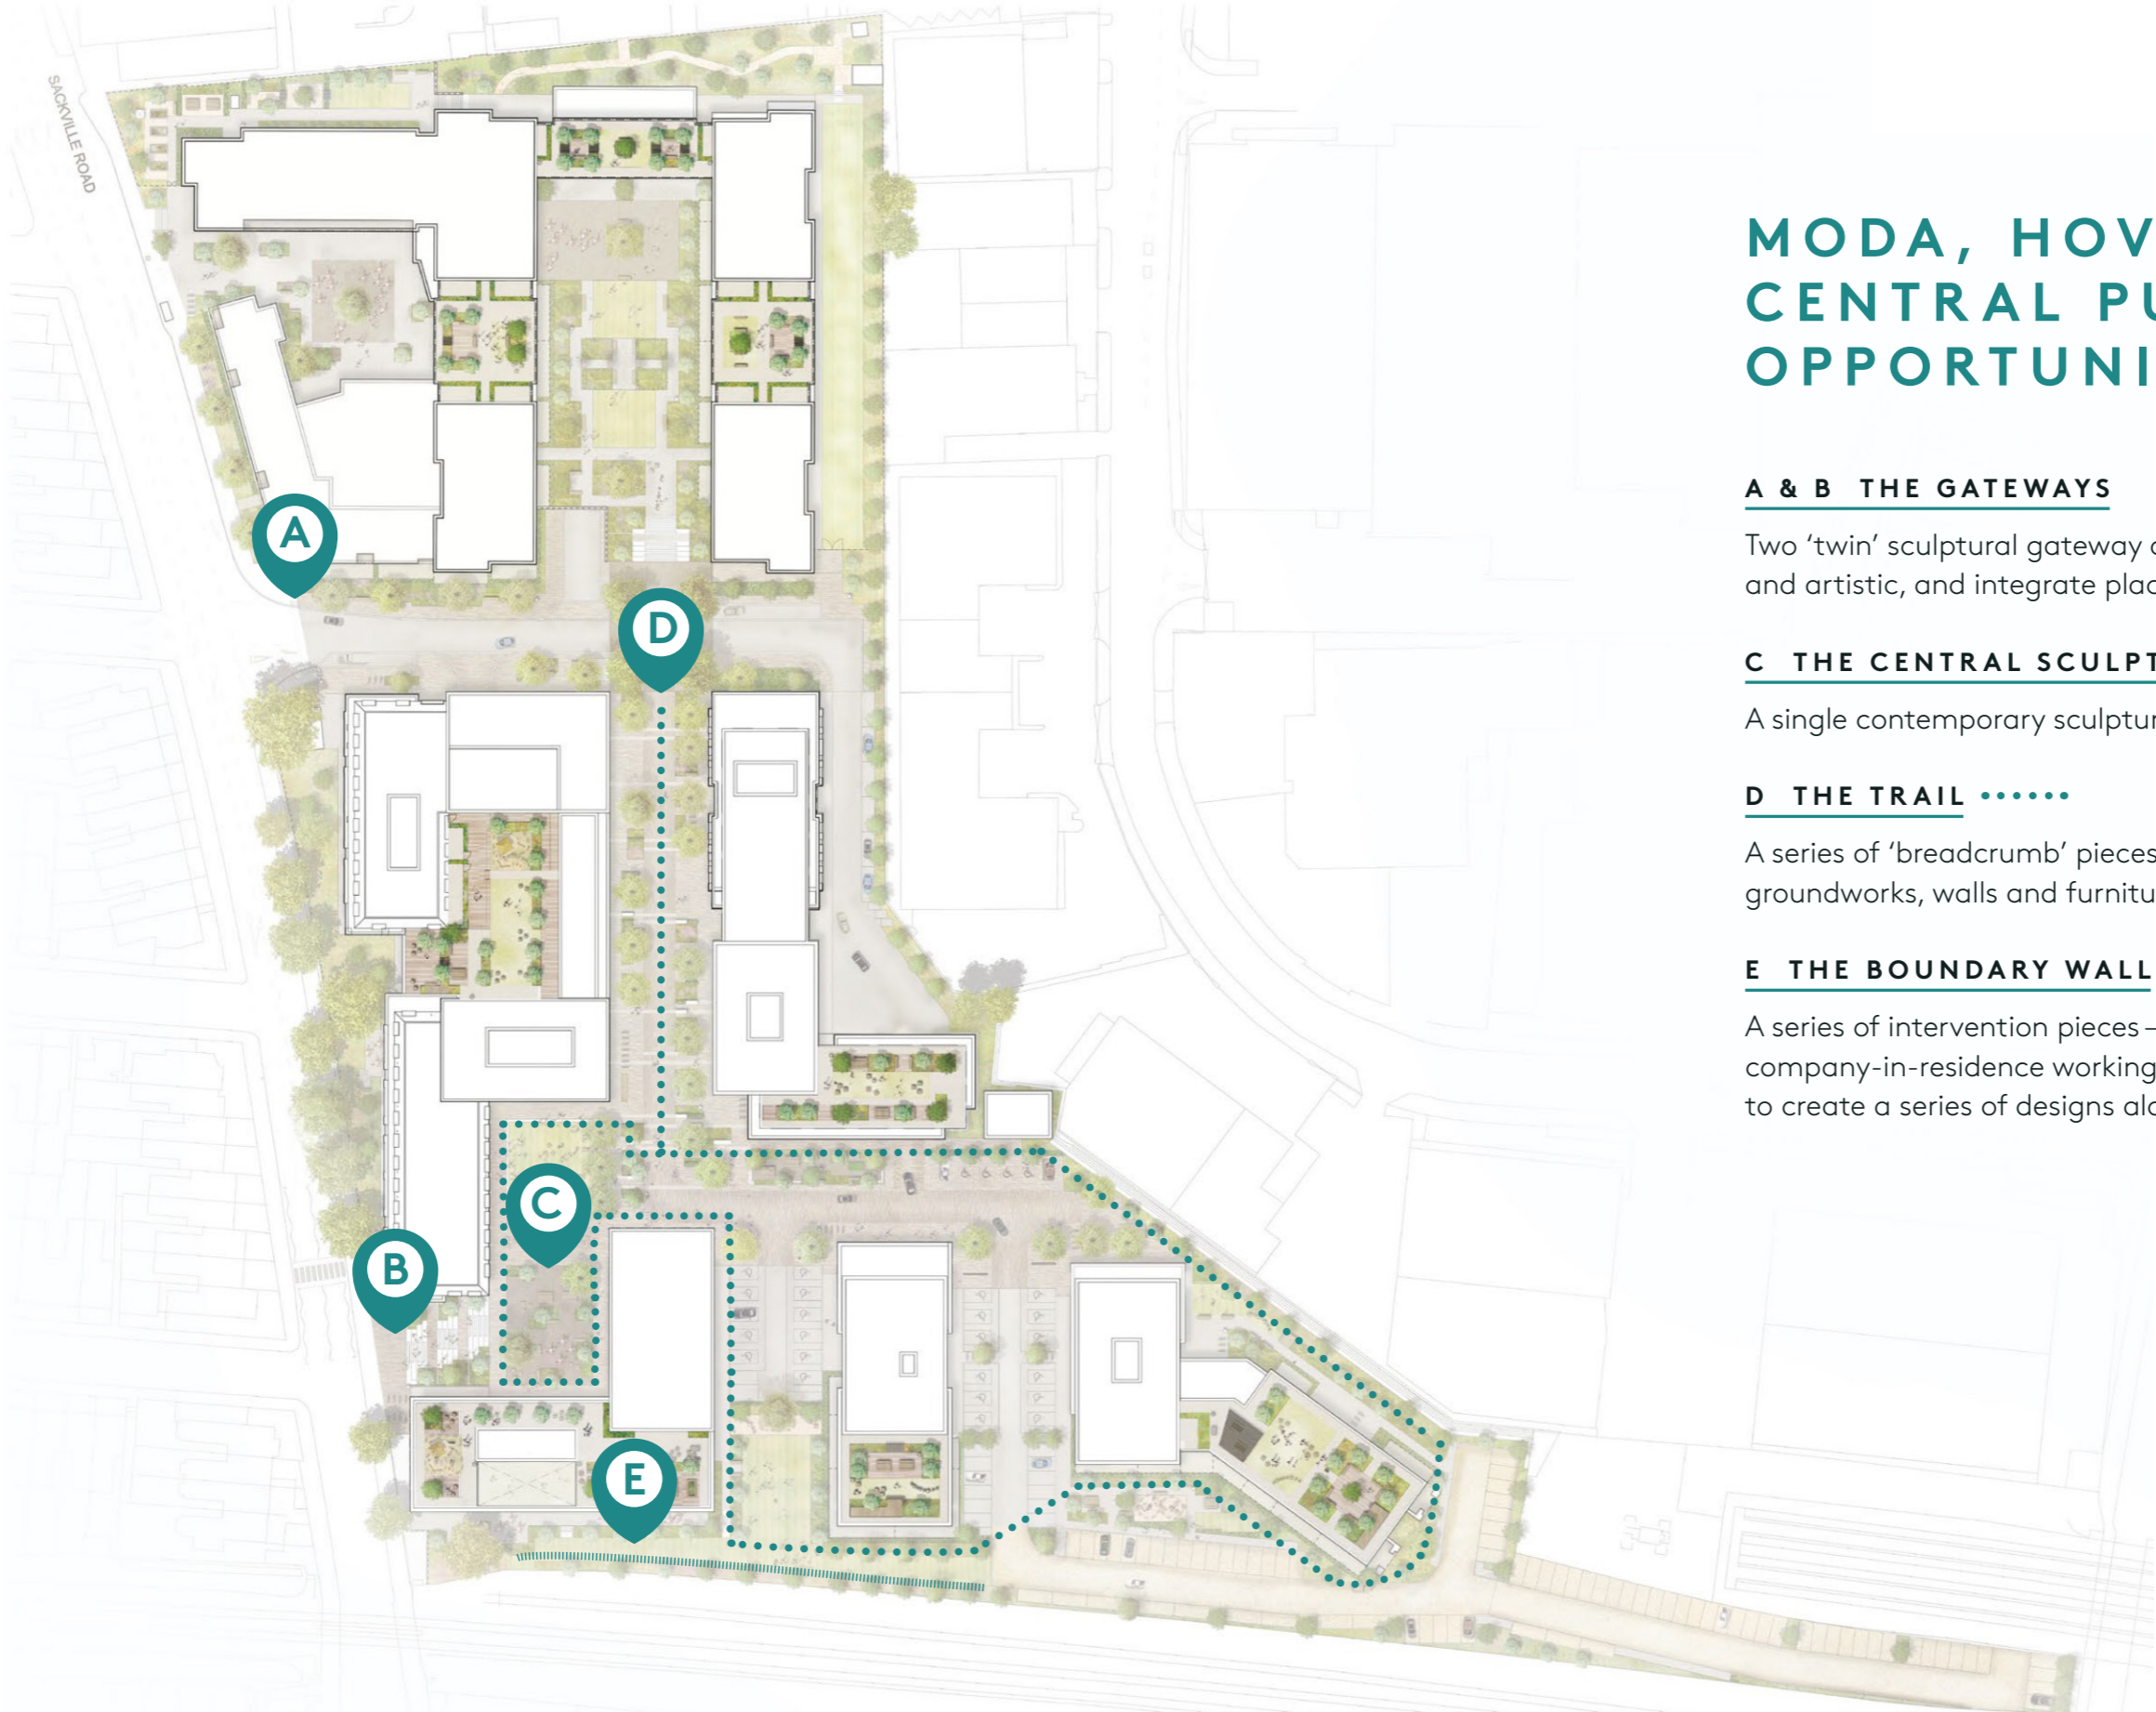 SACKVILLE ROAD
A
D
C
B
E
MODA, HOV
CENTRAL PU
OPPORTUNI
A & B THE GATEWAYS
Two ‘twin’ sculptural gateway
and artistic, and integrate plac
C THE CENTRAL SCULPT
A single contemporary sculptur
D THE TRAIL ••••••
A series of ‘breadcrumb’ pieces
groundworks, walls and furnitu
E THE BOUNDARY WALL
A series of intervention pieces –
company-in-residence working
to create a series of designs alo